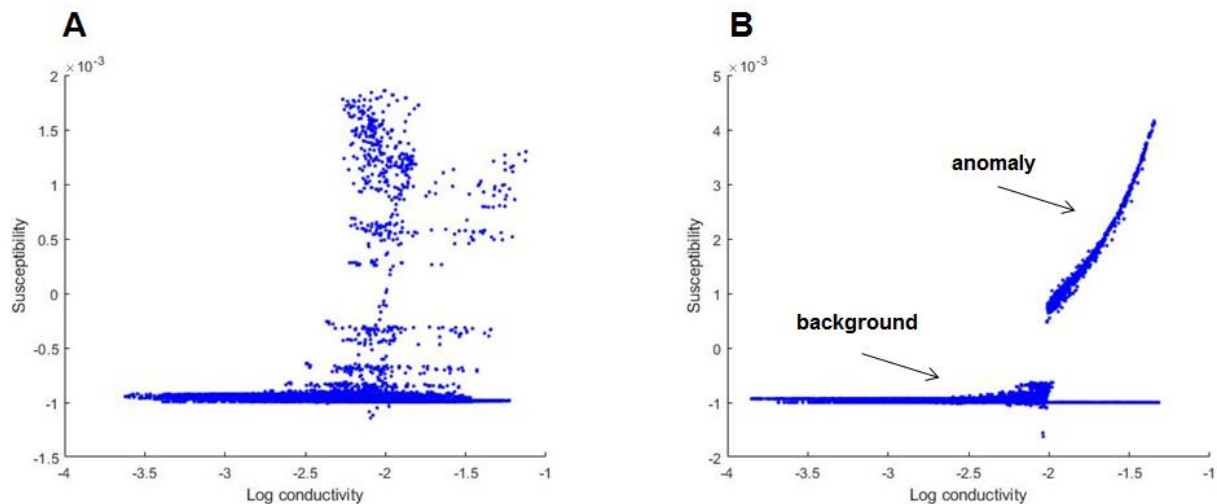 A
×10⁻³
2
1.5
1
0.5
0
-0.5
-1
-1.5
Susceptibility
-4 -3.5 -3 -2.5 -2 -1.5 -1
Log conductivity
B
×10⁻³
5
4
3
2
1
0
-1
-2
Susceptibility
anomaly
background
-4 -3.5 -3 -2.5 -2 -1.5 -1
Log conductivity